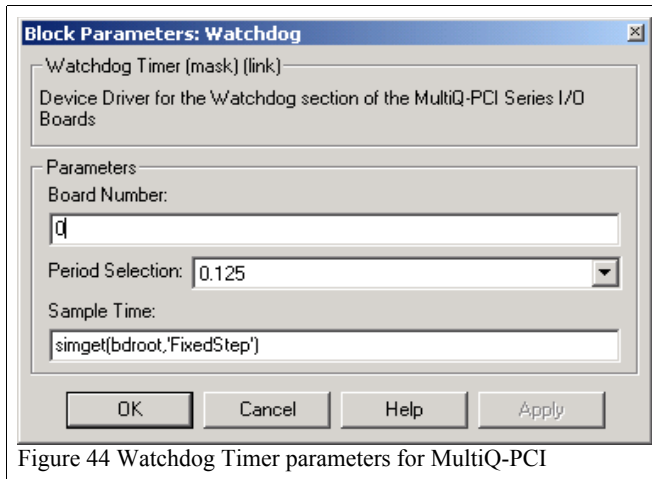 Block Parameters: Watchdog
Watchdog Timer (mask) (link)
Device Driver for the Watchdog section of the MultiQ-PCI Series I/O
Boards
Parameters
Board Number:
0
Period Selection: 0.125
Sample Time:
simget(bdroot,'FixedStep')
OK Cancel Help Apply
Figure 44 Watchdog Timer parameters for MultiQ-PCI